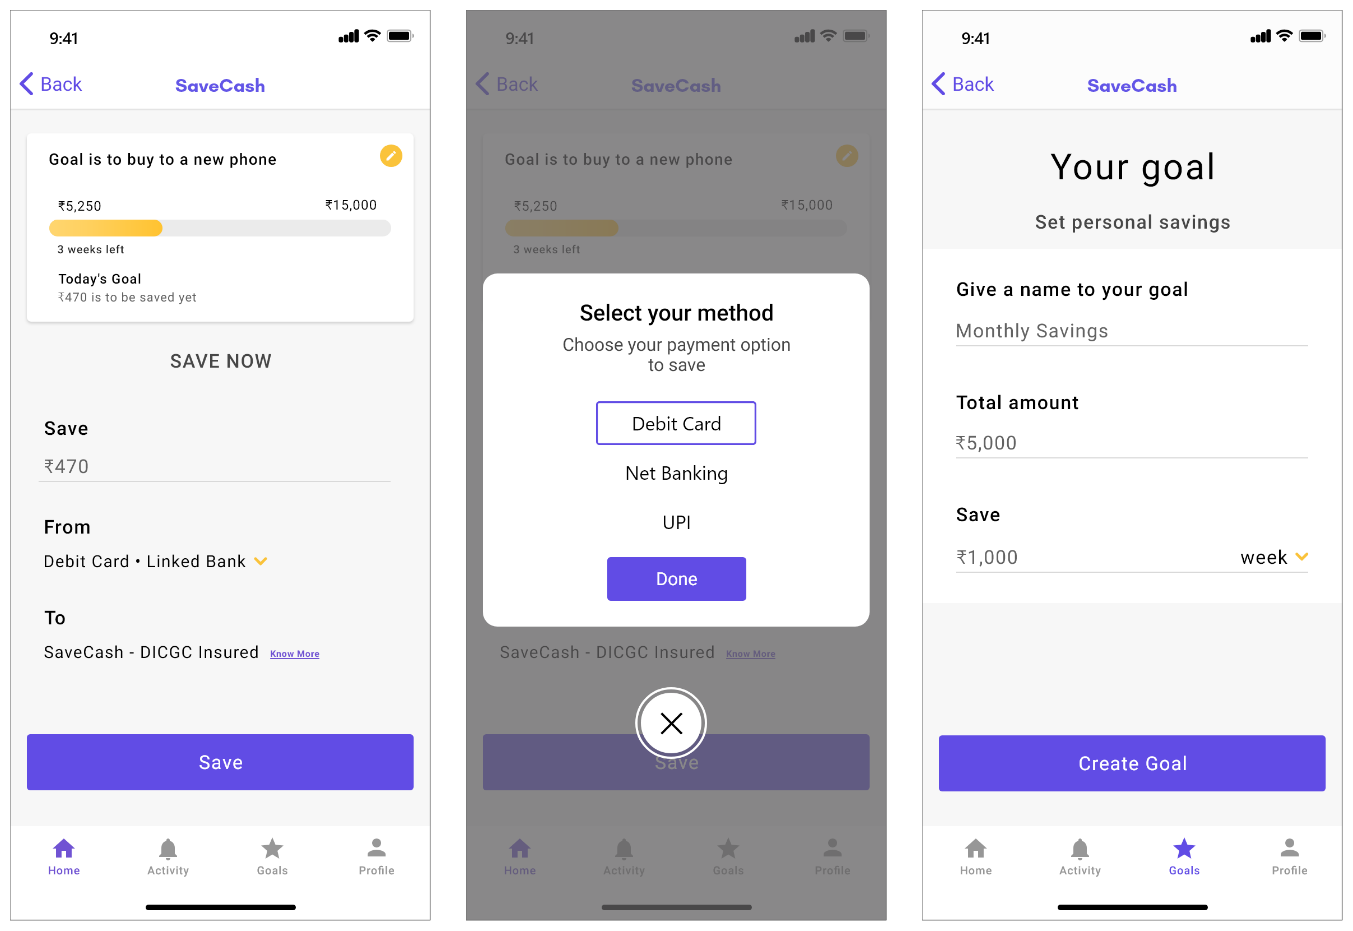 9:41
Back
SaveCash
Goal is to buy to a new phone
₹5,250
₹15,000
3 weeks left
Today's Goal
₹470 is to be saved yet
SAVE NOW
Save
₹470
From
Debit Card • Linked Bank
To
SaveCash - DICGC Insured Know More
Save
Home
Activity
Goals
Profile
9:41
Back
SaveCash
Goal is to buy to a new phone
₹5,250
₹15,000
3 weeks left
Select your method
Choose your payment option
to save
Debit Card
Net Banking
UPI
Done
SaveCash - DICGC Insured Know More
Save
Home
Activity
Goals
Profile
9:41
Back
SaveCash
Your goal
Set personal savings
Give a name to your goal
Monthly Savings
Total amount
₹5,000
Save
₹1,000
week
Create Goal
Home
Activity
Goals
Profile